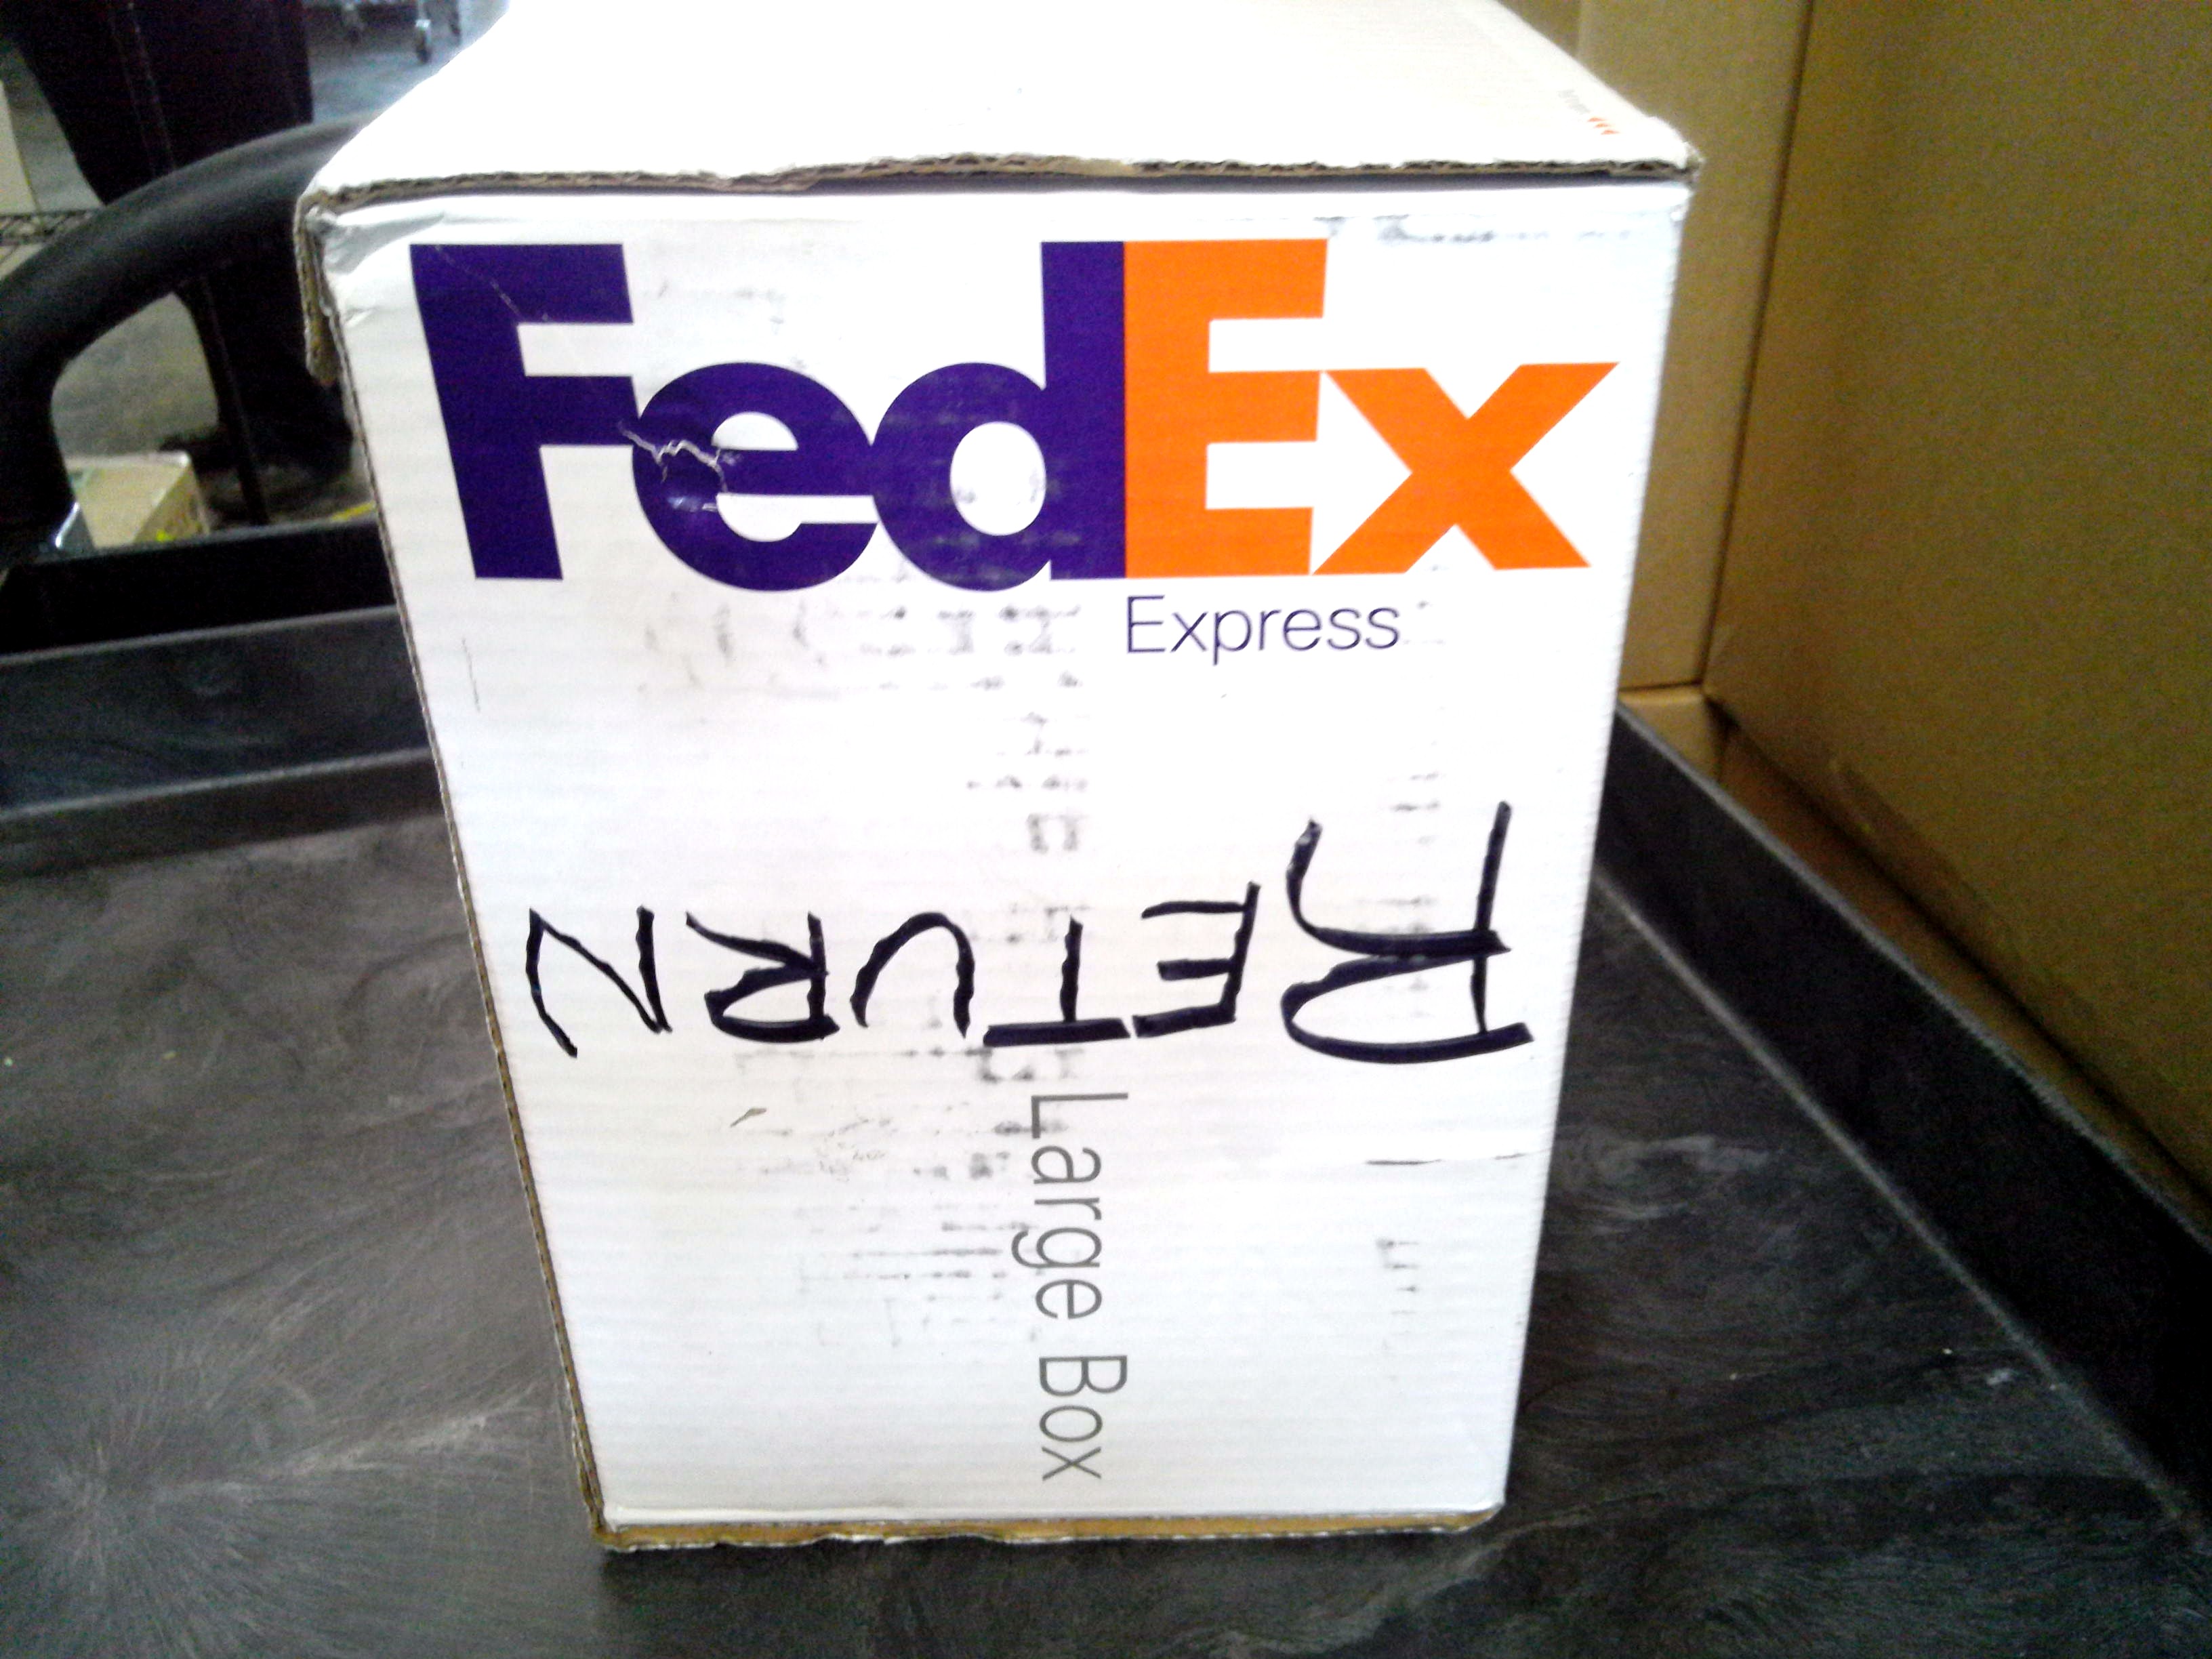 FedEx
Express
RETURN
Large Box